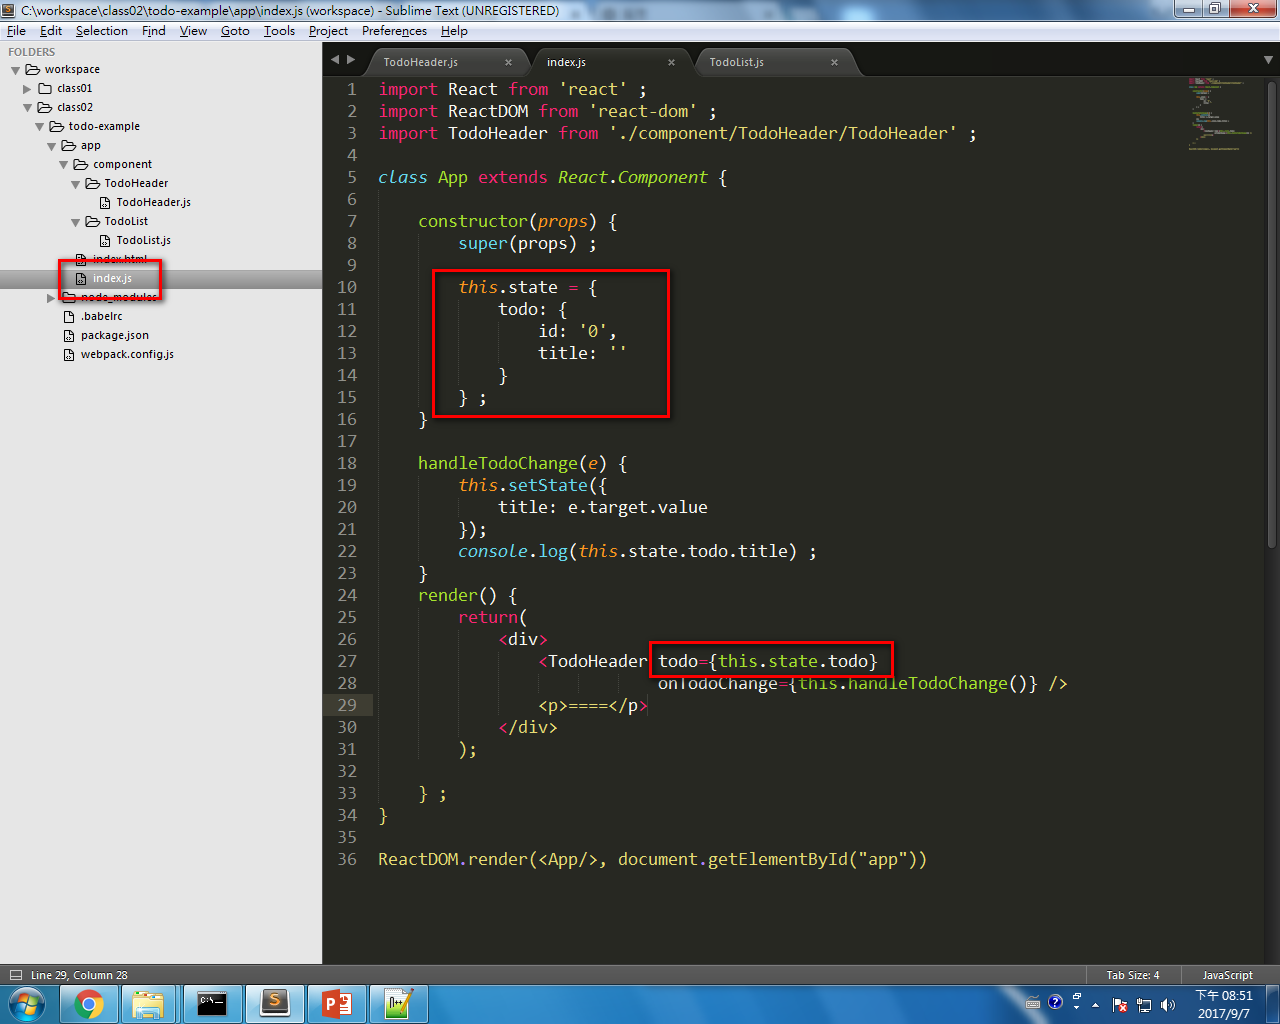 C:\workspace\class02\todo-example\app\index.js (workspace) - Sublime Text (UNREGISTERED)
File Edit Selection Find View Goto Tools Project Preferences Help
FOLDERS
workspace
class01
class02
todo-example
app
component
TodoHeader
TodoHeader.js
TodoList
TodoList.js
index.html
index.js
node_modules
.babelrc
package.json
webpack.config.js
TodoHeader.js × index.js × TodoList.js ×
1 import React from 'react' ;
2 import ReactDOM from 'react-dom' ;
3 import TodoHeader from './component/TodoHeader/TodoHeader' ;
4
5 class App extends React.Component {
6
7 constructor(props) {
8 super(props) ;
9
10 this.state = {
11 todo: {
12 id: '0',
13 title: ''
14 }
15 } ;
16 }
17
18 handleTodoChange(e) {
19 this.setState({
20 title: e.target.value
21 });
22 console.log(this.state.todo.title) ;
23 }
24 render() {
25 return(
26 <div>
27 <TodoHeader todo={this.state.todo}
28 onTodoChange={this.handleTodoChange()} />
29 <p>====</p>
30 </div>
31 );
32
33 } ;
34 }
35
36 ReactDOM.render(<App/>, document.getElementById("app"))
Line 29, Column 28 Tab Size: 4 JavaScript
下午 08:51
2017/9/7